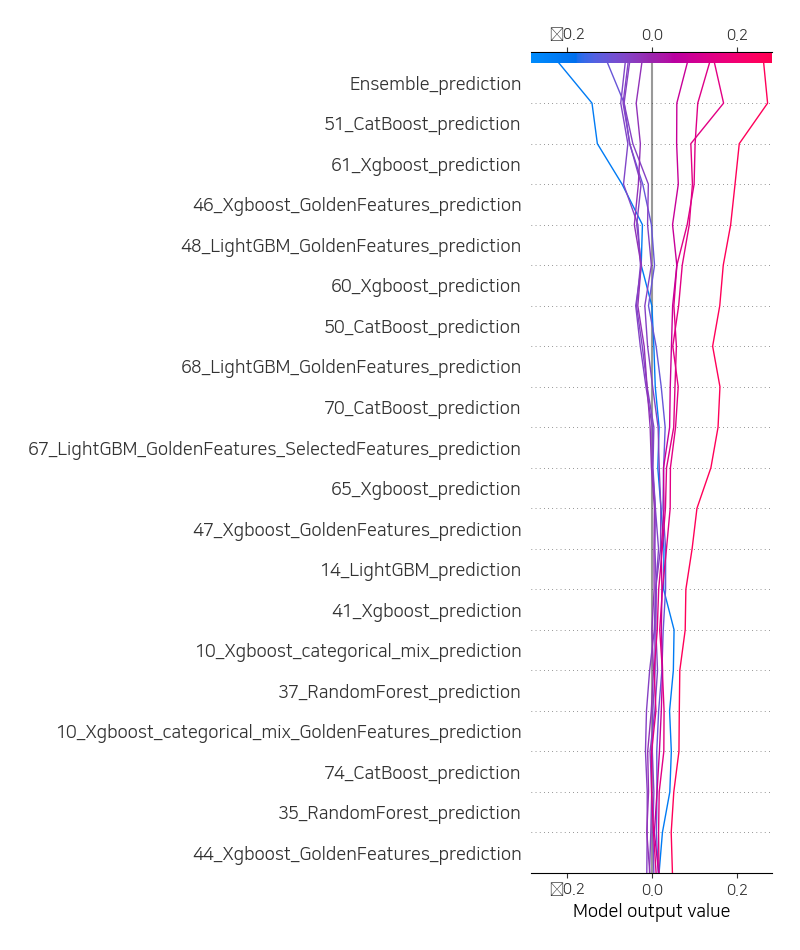 0.2 0.0 0.2
Ensemble_prediction
51_CatBoost_prediction
61_Xgboost_prediction
46_Xgboost_GoldenFeatures_prediction
48_LightGBM_GoldenFeatures_prediction
60_Xgboost_prediction
50_CatBoost_prediction
68_LightGBM_GoldenFeatures_prediction
70_CatBoost_prediction
67_LightGBM_GoldenFeatures_SelectedFeatures_prediction
65_Xgboost_prediction
47_Xgboost_GoldenFeatures_prediction
14_LightGBM_prediction
41_Xgboost_prediction
10_Xgboost_categorical_mix_prediction
37_RandomForest_prediction
10_Xgboost_categorical_mix_GoldenFeatures_prediction
74_CatBoost_prediction
35_RandomForest_prediction
44_Xgboost_GoldenFeatures_prediction
0.2 0.0 0.2
Model output value